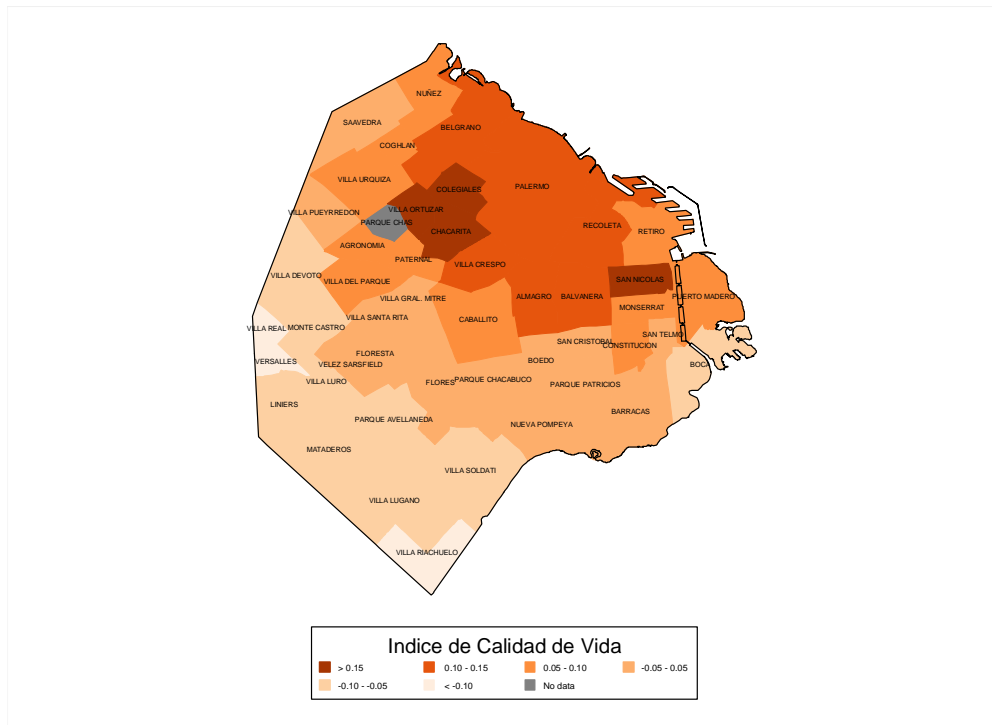 NUÑEZ
SAAVEDRA
BELGRANO
COGHLAN
VILLA URQUIZA
COLEGIALES
PALERMO
VILLA ORTUZAR
VILLA PUEYRREDON
PARQUE CHAS
RECOLETA
CHACARITA
RETIRO
AGRONOMIA
PATERNAL
VILLA CRESPO
VILLA DEVOTO
VILLA DEL PARQUE
SAN NICOLAS
VILLA GRAL. MITRE
ALMAGRO
BALVANERA
PUERTO MADERO
MONSERRAT
VILLA SANTA RITA
CABALLITO
VILLA REAL
MONTE CASTRO
SAN TELMO
SAN CRISTOBAL
CONSTITUCION
FLORESTA
BOEDO
VERSALLES
VELEZ SARSFIELD
BOCA
VILLA LURO
FLORES
PARQUE CHACABUCO
PARQUE PATRICIOS
LINIERS
BARRACAS
PARQUE AVELLANEDA
NUEVA POMPEYA
MATADEROS
VILLA SOLDATI
VILLA LUGANO
VILLA RIACHUELO
Indice de Calidad de Vida
> 0.15
0.10 - 0.15
0.05 - 0.10
-0.05 - 0.05
-0.10 - -0.05
< -0.10
No data